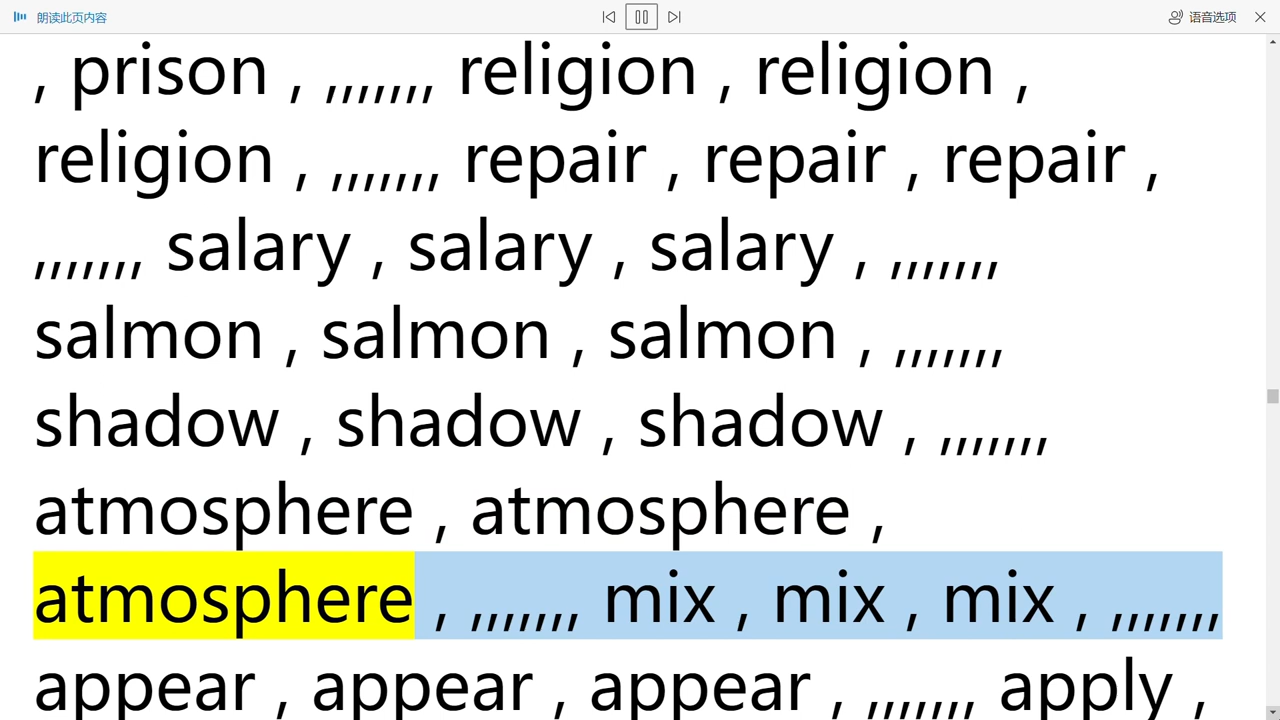 朗读此页内容 语音选项
, prison , ,,,,,,, religion , religion ,
religion , ,,,,,,, repair , repair , repair ,
,,,,,,, salary , salary , salary , ,,,,,,,
salmon , salmon , salmon , ,,,,,,,
shadow , shadow , shadow , ,,,,,,,
atmosphere , atmosphere ,
atmosphere , ,,,,,,, mix , mix , mix , ,,,,,,,
appear , appear , appear , ,,,,,,, apply ,